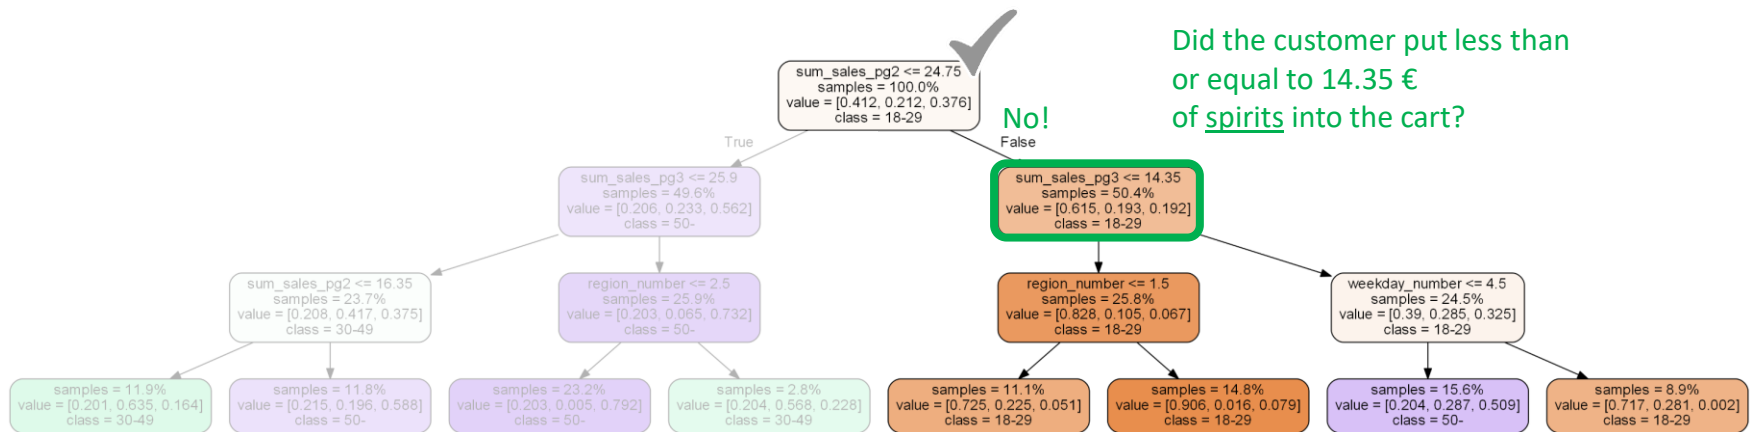 Did the customer put less than
or equal to 14.35 €
of spirits into the cart?
sum_sales_pg2 <= 24.75
samples = 100.0%
value = [0.412, 0.212, 0.376]
class = 18-29
No!
True
False
sum_sales_pg3 <= 25.9
samples = 49.6%
value = [0.206, 0.233, 0.562]
class = 50-
sum_sales_pg3 <= 14.35
samples = 50.4%
value = [0.615, 0.193, 0.192]
class = 18-29
sum_sales_pg2 <= 16.35
samples = 23.7%
value = [0.208, 0.417, 0.375]
class = 30-49
region_number <= 2.5
samples = 25.9%
value = [0.203, 0.065, 0.732]
class = 50-
region_number <= 1.5
samples = 25.8%
value = [0.828, 0.105, 0.067]
class = 18-29
weekday_number <= 4.5
samples = 24.5%
value = [0.39, 0.285, 0.325]
class = 18-29
samples = 11.9%
value = [0.201, 0.635, 0.164]
class = 30-49
samples = 11.8%
value = [0.215, 0.196, 0.588]
class = 50-
samples = 23.2%
value = [0.203, 0.005, 0.792]
class = 50-
samples = 2.8%
value = [0.204, 0.568, 0.228]
class = 30-49
samples = 11.1%
value = [0.725, 0.225, 0.051]
class = 18-29
samples = 14.8%
value = [0.906, 0.016, 0.079]
class = 18-29
samples = 15.6%
value = [0.204, 0.287, 0.509]
class = 50-
samples = 8.9%
value = [0.717, 0.281, 0.002]
class = 18-29